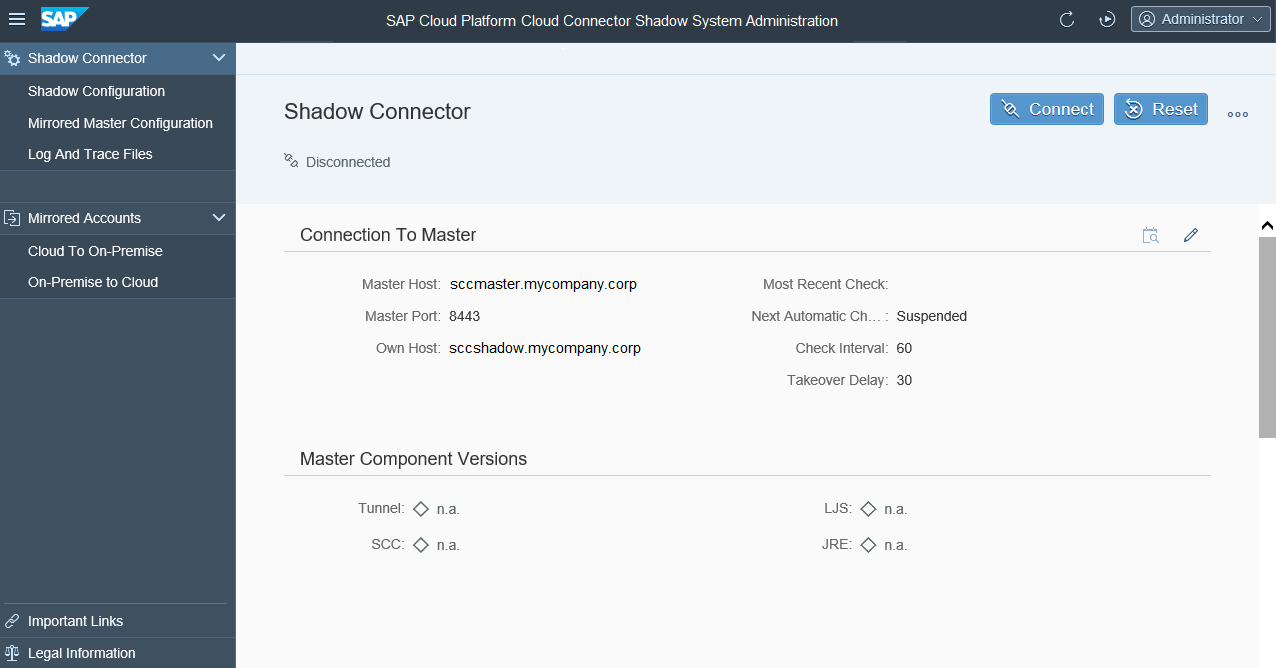 SAP SAP Cloud Platform Cloud Connector Shadow System Administration Administrator
Shadow Connector
Shadow Configuration
Mirrored Master Configuration
Log And Trace Files
Mirrored Accounts
Cloud To On-Premise
On-Premise to Cloud
Important Links
Legal Information
Shadow Connector Connect Reset
Disconnected
Connection To Master
Master Host: sccmaster.mycompany.corp
Master Port: 8443
Own Host: sccshadow.mycompany.corp
Most Recent Check:
Next Automatic Ch... : Suspended
Check Interval: 60
Takeover Delay: 30
Master Component Versions
Tunnel: n.a.
SCC: n.a.
LJS: n.a.
JRE: n.a.